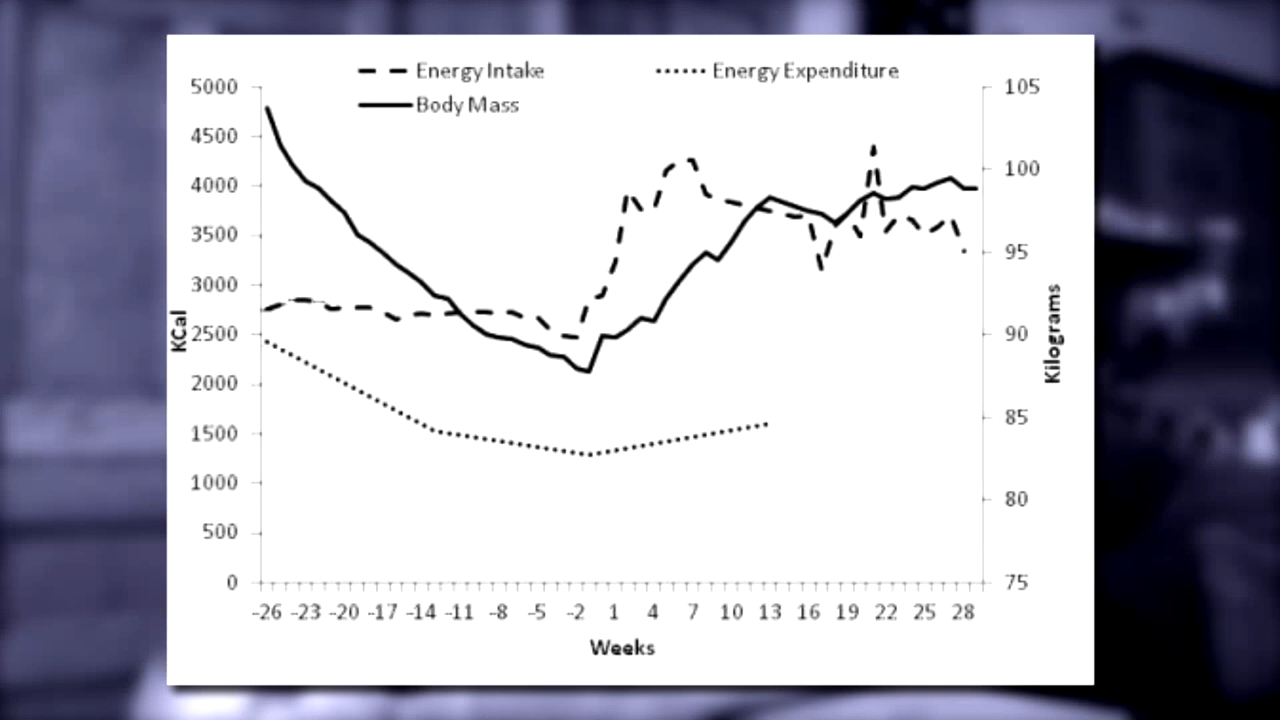 Energy Intake
Energy Expenditure
Body Mass
5000
4500
4000
3500
3000
2500
2000
1500
1000
500
0
KCal
105
100
95
90
85
80
75
Kilograms
-26 -23 -20 -17 -14 -11 -8 -5 -2 1 4 7 10 13 16 19 22 25 28
Weeks